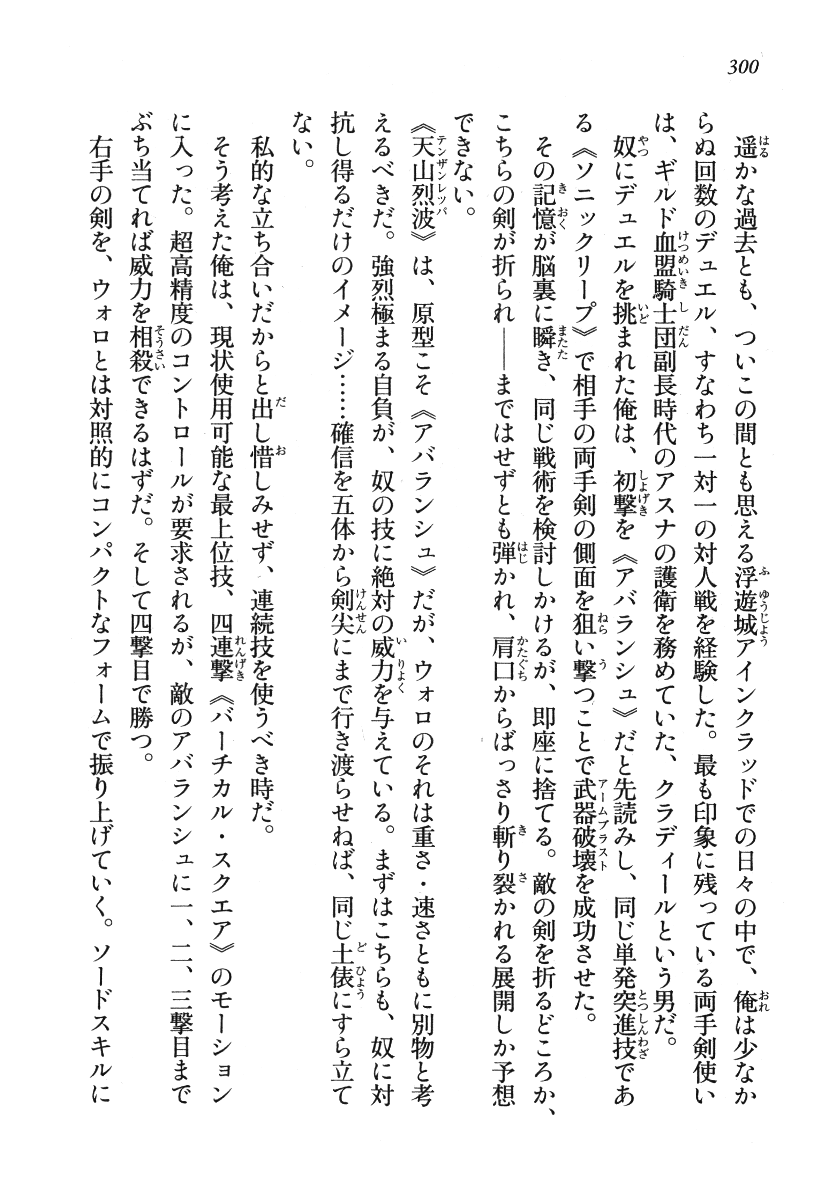 300
遥かな過去とも、ついこの間とも思える浮遊城アインクラッドでの日々の中で、俺は少なか
らぬ回数のデュエル、すなわち一対一の対人戦を経験した。最も印象に残っている両手剣使い
は、ギルド血盟騎士団副長時代のアスナの護衛を務めていた、クラディールという男だ。
奴にデュエルを挑まれた俺は、初撃を《アバランシュ》だと先読みし、同じ単発突進技であ
る《ソニックリープ》で相手の両手剣の側面を狙い撃つことで武器破壊を成功させた。
その記憶が脳裏に瞬き、同じ戦術を検討しかけるが、即座に捨てる。敵の剣を折るどころか、
こちらの剣が折られ――まではせずとも弾かれ、肩口からばっさり斬り裂かれる展開しか予想
できない。
《天山烈波》は、原型こそ《アバランシュ》だが、ウォロのそれは重さ・速さともに別物と考
えるべきだ。強烈極まる自負が、奴の技に絶対の威力を与えている。まずはこちらも、奴に対
抗し得るだけのイメージ……確信を五体から剣尖にまで行き渡らせねば、同じ土俵にすら立て
ない。
私的な立ち合いだからと出し惜しみせず、連続技を使うべき時だ。
そう考えた俺は、現状使用可能な最上位技、四連撃《バーチカル・スクエア》のモーション
に入った。超高精度のコントロールが要求されるが、敵のアバランシュに一、二、三撃目まで
ぶち当てれば威力を相殺できるはずだ。そして四撃目で勝つ。
右手の剣を、ウォロとは対照的にコンパクトなフォームで振り上げていく。ソードスキルに